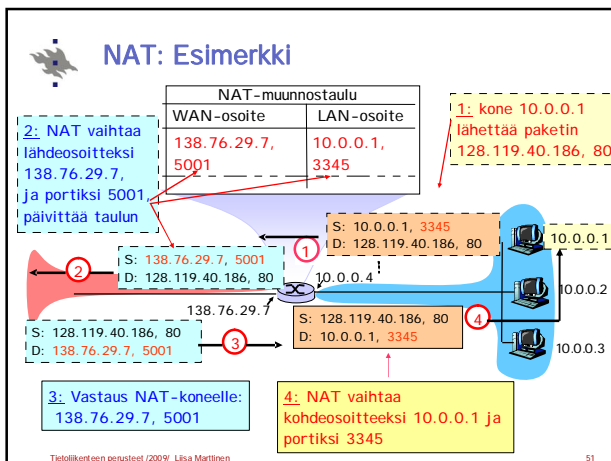 NAT: Esimerkki
NAT-muunnostaulu
WAN-osoite LAN-osoite
138.76.29.7, 10.0.0.1,
5001 3345
2: NAT vaihtaa
lähdeosoitteksi
138.76.29.7,
ja portiksi 5001,
päivittää taulun
1: kone 10.0.0.1
lähettää paketin
128.119.40.186, 80
S: 10.0.0.1, 3345
D: 128.119.40.186, 80
1
10.0.0.1
S: 138.76.29.7, 5001
D: 128.119.40.186, 80
2
10.0.0.4
138.76.29.7
10.0.0.2
S: 128.119.40.186, 80
D: 138.76.29.7, 5001
3
S: 128.119.40.186, 80
D: 10.0.0.1, 3345
4
10.0.0.3
3: Vastaus NAT-koneelle:
138.76.29.7, 5001
4: NAT vaihtaa
kohdeosoitteeksi 10.0.0.1 ja
portiksi 3345
Tietoliikenteen perusteet /2009/ Liisa Marttinen
51